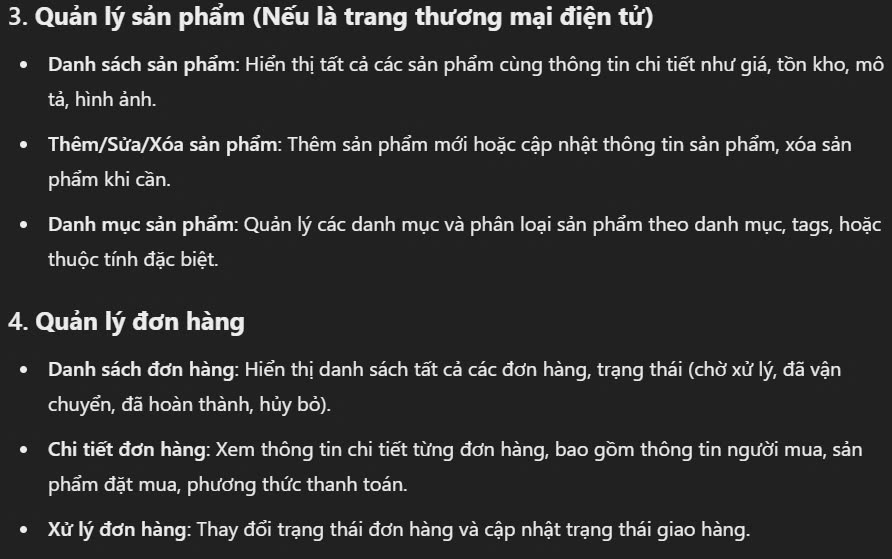 3. Quản lý sản phẩm (Nếu là trang thương mại điện tử)
• Danh sách sản phẩm: Hiển thị tất cả các sản phẩm cùng thông tin chi tiết như giá, tồn kho, mô
tả, hình ảnh.
• Thêm/Sửa/Xóa sản phẩm: Thêm sản phẩm mới hoặc cập nhật thông tin sản phẩm, xóa sản
phẩm khi cần.
• Danh mục sản phẩm: Quản lý các danh mục và phân loại sản phẩm theo danh mục, tags, hoặc
thuộc tính đặc biệt.
4. Quản lý đơn hàng
• Danh sách đơn hàng: Hiển thị danh sách tất cả các đơn hàng, trạng thái (chờ xử lý, đã vận
chuyển, đã hoàn thành, hủy bỏ).
• Chi tiết đơn hàng: Xem thông tin chi tiết từng đơn hàng, bao gồm thông tin người mua, sản
phẩm đặt mua, phương thức thanh toán.
• Xử lý đơn hàng: Thay đổi trạng thái đơn hàng và cập nhật trạng thái giao hàng.